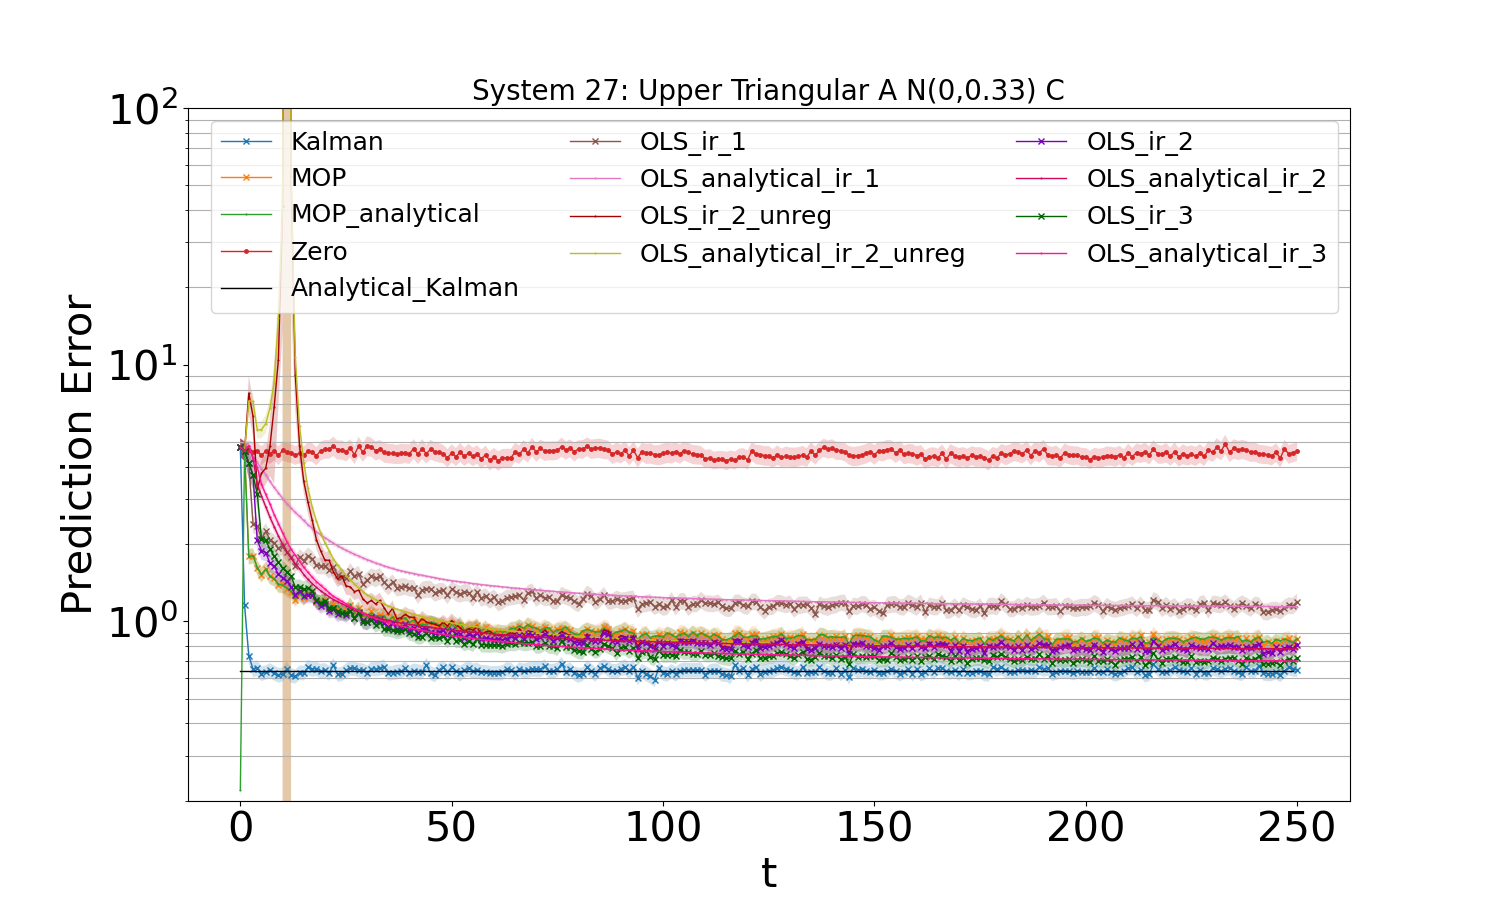 System 27: Upper Triangular A N(0,0.33) C
Prediction Error
10²
10¹
10⁰
Kalman
MOP
MOP_analytical
Zero
Analytical_Kalman
OLS_ir_1
OLS_analytical_ir_1
OLS_ir_2_unreg
OLS_analytical_ir_2_unreg
OLS_ir_2
OLS_analytical_ir_2
OLS_ir_3
OLS_analytical_ir_3
0 50 100 150 200 250
t